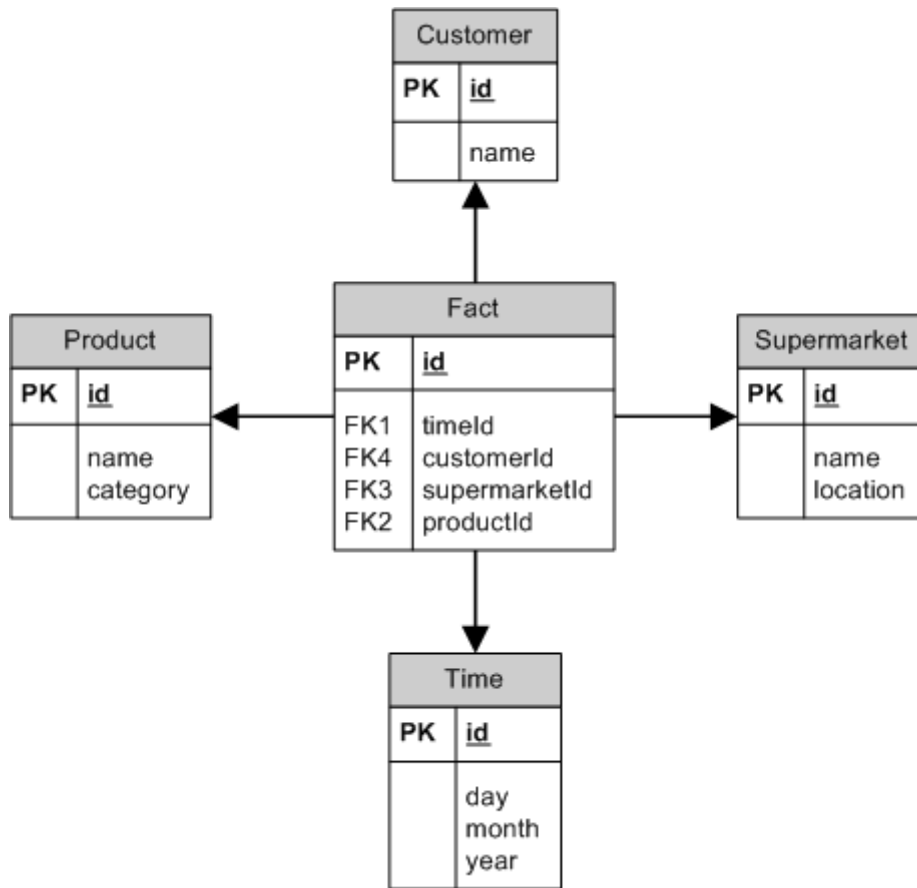 Customer
PK id
name
Fact
PK id
FK1 timeId
FK4 customerId
FK3 supermarketId
FK2 productId
Product
PK id
name
category
Supermarket
PK id
name
location
Time
PK id
day
month
year